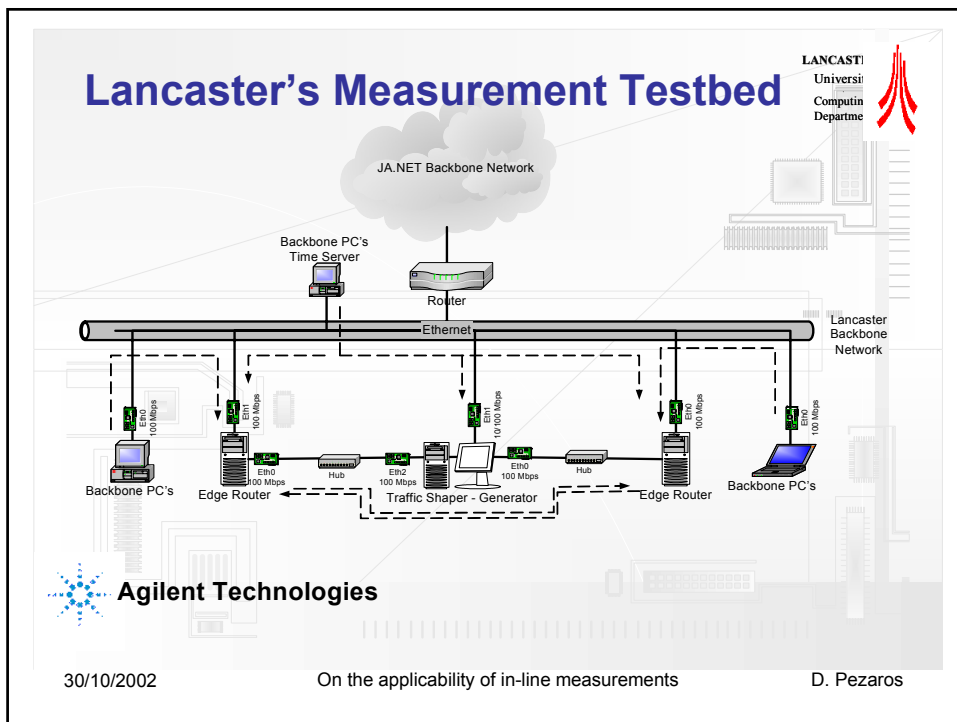 Lancaster's Measurement Testbed
LANCAST
Universit
Computin
Departme
JA.NET Backbone Network
Backbone PC's
Time Server
Router
Ethernet
Lancaster
Backbone
Network
Eth0
100 Mbps
Eth1
100 Mbps
Eth1
10/100 Mbps
Eth0
100 Mbps
Eth0
100 Mbps
Backbone PC's
Edge Router
Eth0
100 Mbps
Hub
Eth2
100 Mbps
Traffic Shaper - Generator
Eth0
100 Mbps
Hub
Edge Router
Backbone PC's
Agilent Technologies
30/10/2002
On the applicability of in-line measurements
D. Pezaros